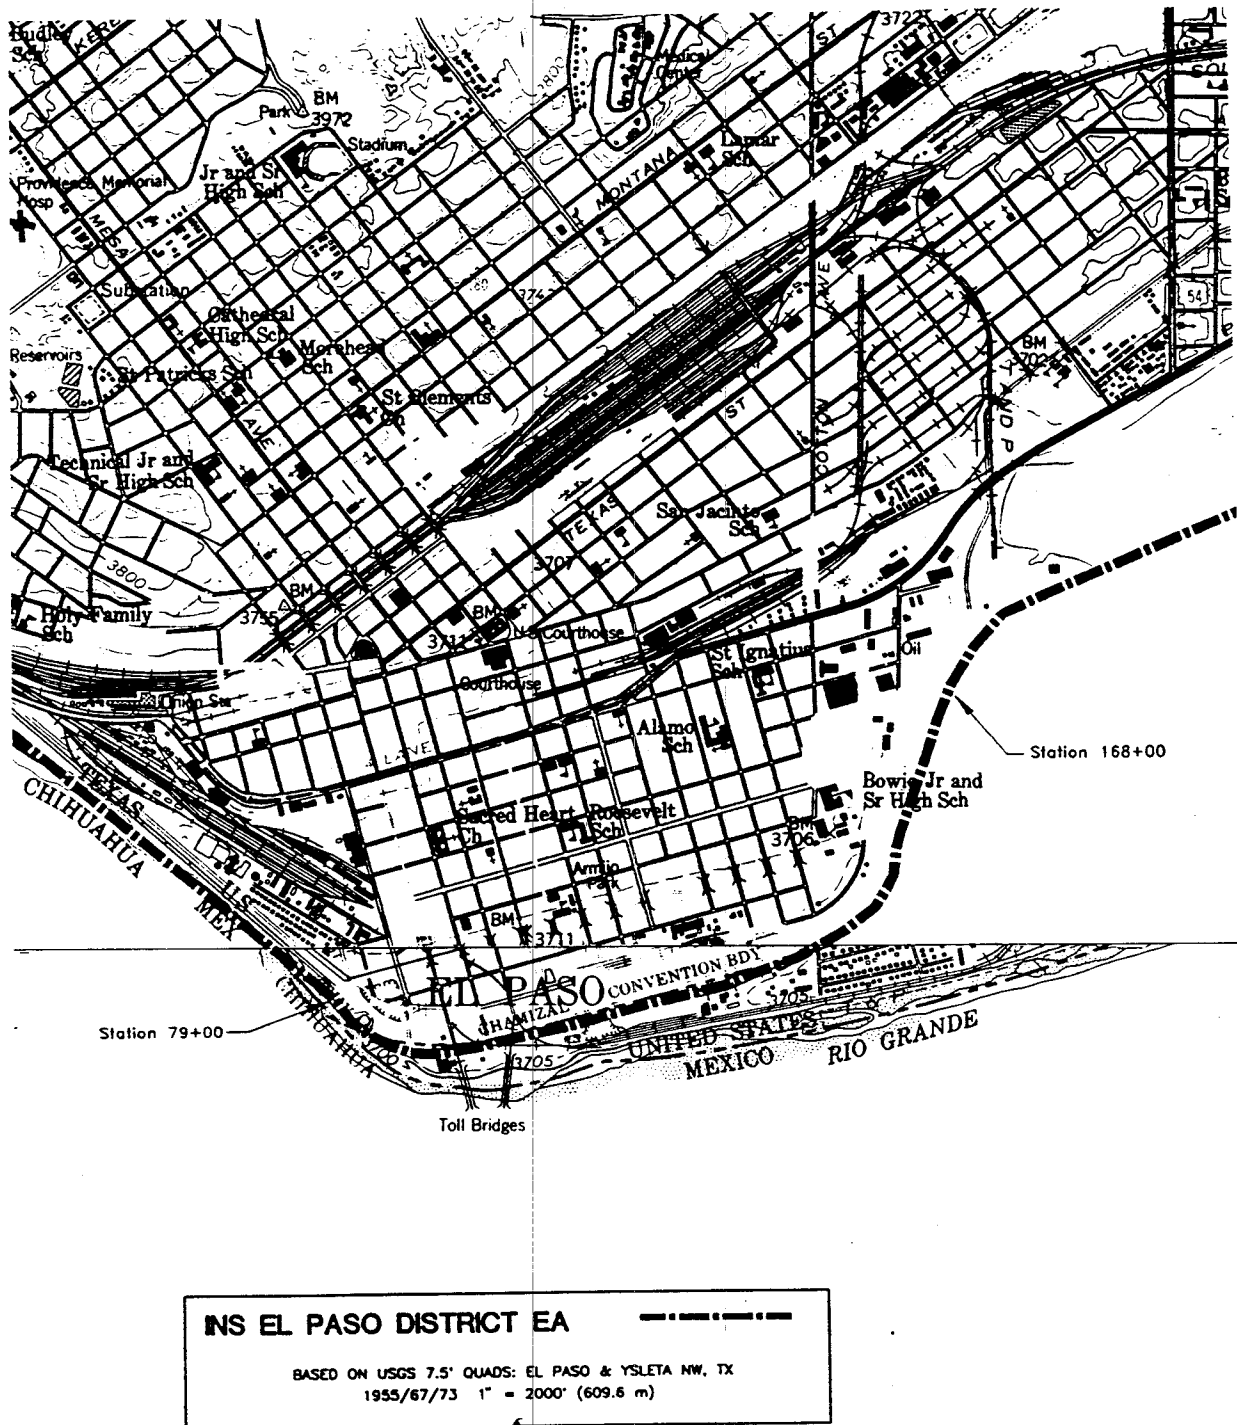 3722
ST
Sch
Medical
Center
3800
Park
BM
3972
Stadium
Lamar
Sch
Jr and Sr
High Sch
MONTANA
Providence Memorial
Hosp
MESA
Substation
3743
AVE
54
Cathedral
High Sch
Morehead
Sch
BM
3702
Reservoirs
St Patricks Sch
St Clements
Ch
ST
AND P
AVE
COTTON
Technical Jr and
Sr High Sch
TEXAS
San Jacinto
Sch
3707
3800
BM
3755
BM
3711
Holy Family
Sch
U S Courthouse
Courthouse
St Ignatius
Sch
Oil
Union Sta
Alamo
Sch
Station 168+00
TEXAS
CHIHUAHUA
Bowie Jr and
Sr High Sch
Sacred Heart
Ch
Roosevelt
Sch
BM
3706
Armijo
Park
U S
MEX
BM
3711
EL PASO
CONVENTION BDY
CHAMIZAL
3705
CHIHUAHUA
Station 79+00
UNITED STATES
MEXICO
RIO GRANDE
3705
Toll Bridges
INS EL PASO DISTRICT EA
BASED ON USGS 7.5' QUADS: EL PASO & YSLETA NW, TX
1955/67/73 1" = 2000' (609.6 m)